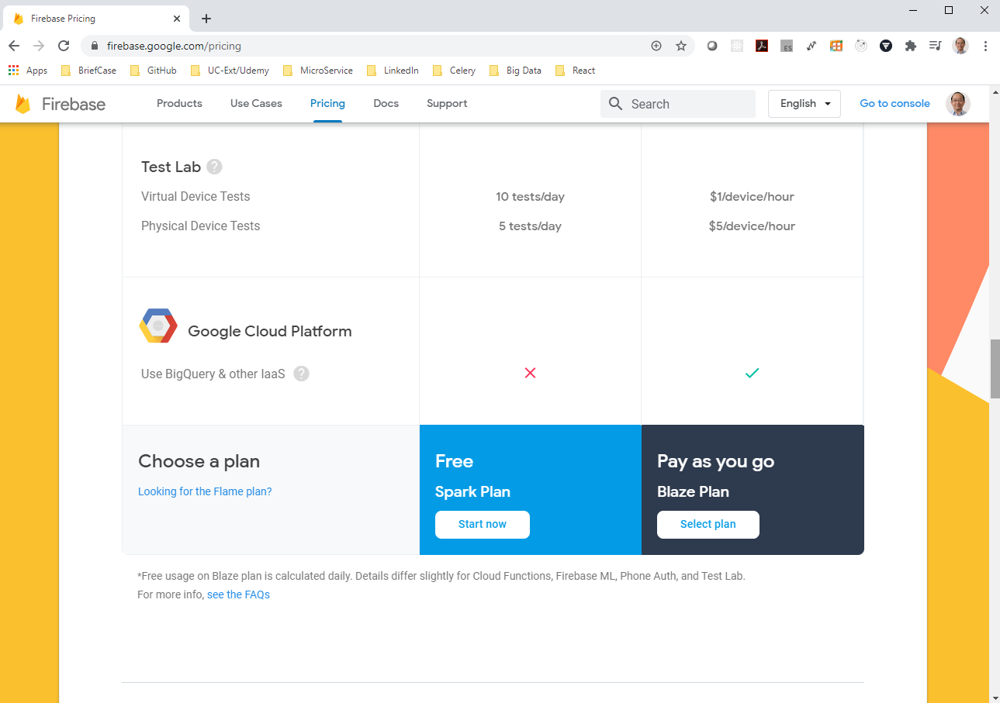 Firebase Pricing
firebase.google.com/pricing
ES
Apps BriefCase GitHub UC-Ext/Udemy MicroService LinkedIn Celery Big Data React
Firebase Products Use Cases Pricing Docs Support Search English Go to console
Test Lab ?
Virtual Device Tests 10 tests/day $1/device/hour
Physical Device Tests 5 tests/day $5/device/hour
Google Cloud Platform
Use BigQuery & other IaaS ?
Choose a plan Free Pay as you go
Looking for the Flame plan? Spark Plan Blaze Plan
Start now Select plan
*Free usage on Blaze plan is calculated daily. Details differ slightly for Cloud Functions, Firebase ML, Phone Auth, and Test Lab.
For more info, see the FAQs